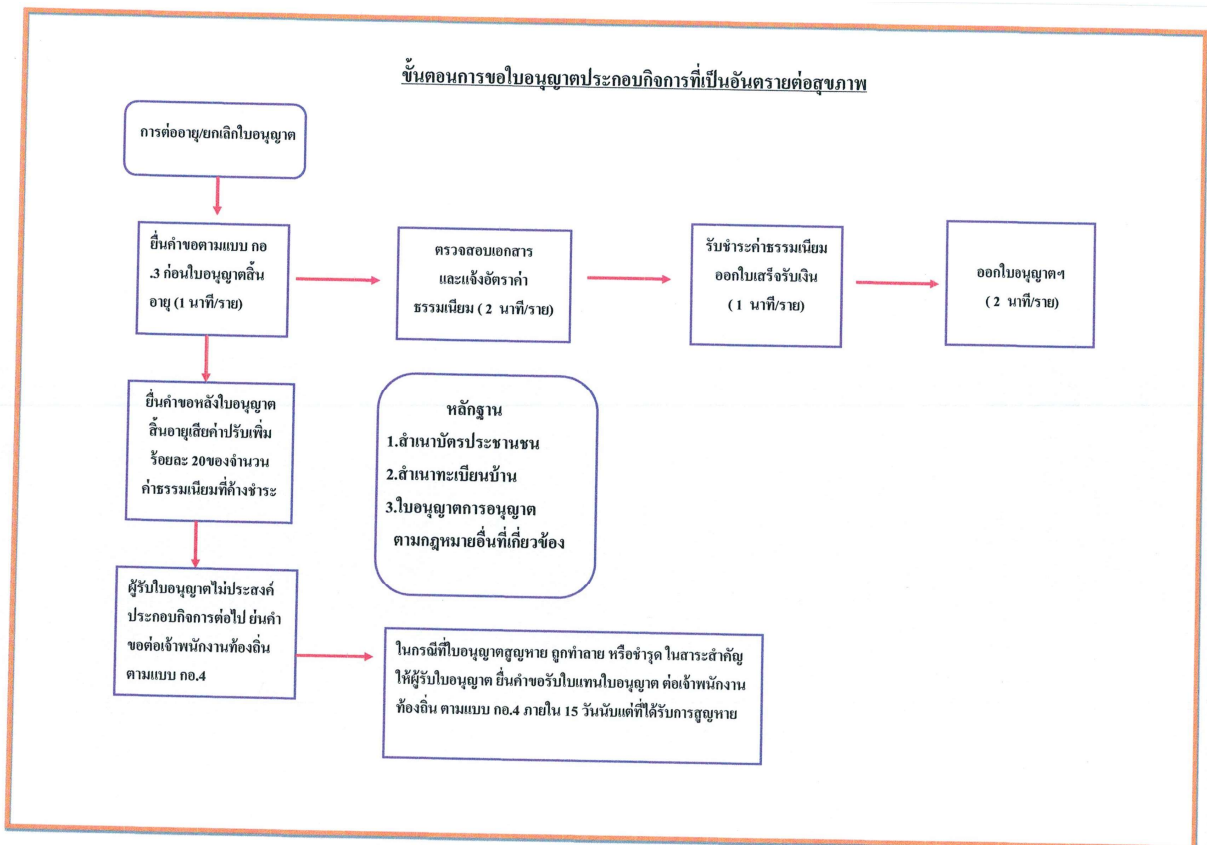 ขั้นตอนการขอใบอนุญาตประกอบกิจการที่เป็นอันตรายต่อสุขภาพ
การต่ออายุ/ยกเลิกใบอนุญาต
ยื่นคำขอตามแบบ กอ
.3 ก่อนใบอนุญาตสิ้น
อายุ (1 นาที/ราย)
ตรวจสอบเอกสาร
และแจ้งอัตราค่า
ธรรมเนียม ( 2 นาที/ราย)
รับชำระค่าธรรมเนียม
ออกใบเสร็จรับเงิน
( 1 นาที/ราย)
ออกใบอนุญาตฯ
( 2 นาที/ราย)
ยื่นคำขอหลังใบอนุญาต
สิ้นอายุเสียค่าปรับเพิ่ม
ร้อยละ 20ของจำนวน
ค่าธรรมเนียมที่ค้างชำระ
หลักฐาน
1.สำเนาบัตรประชานชน
2.สำเนาทะเบียนบ้าน
3.ใบอนุญาตการอนุญาต
ตามกฎหมายอื่นที่เกี่ยวข้อง
ผู้รับใบอนุญาตไม่ประสงค์
ประกอบกิจการต่อไป ย่นคำ
ขอต่อเจ้าพนักงานท้องถิ่น
ตามแบบ กอ.4
ในกรณีที่ใบอนุญาตสูญหาย ถูกทำลาย หรือชำรุด ในสาระสำคัญ
ให้ผู้รับใบอนุญาต ยื่นคำขอรับใบแทนใบอนุญาต ต่อเจ้าพนักงาน
ท้องถิ่น ตามแบบ กอ.4 ภายใน 15 วันนับแต่ที่ได้รับการสูญหาย